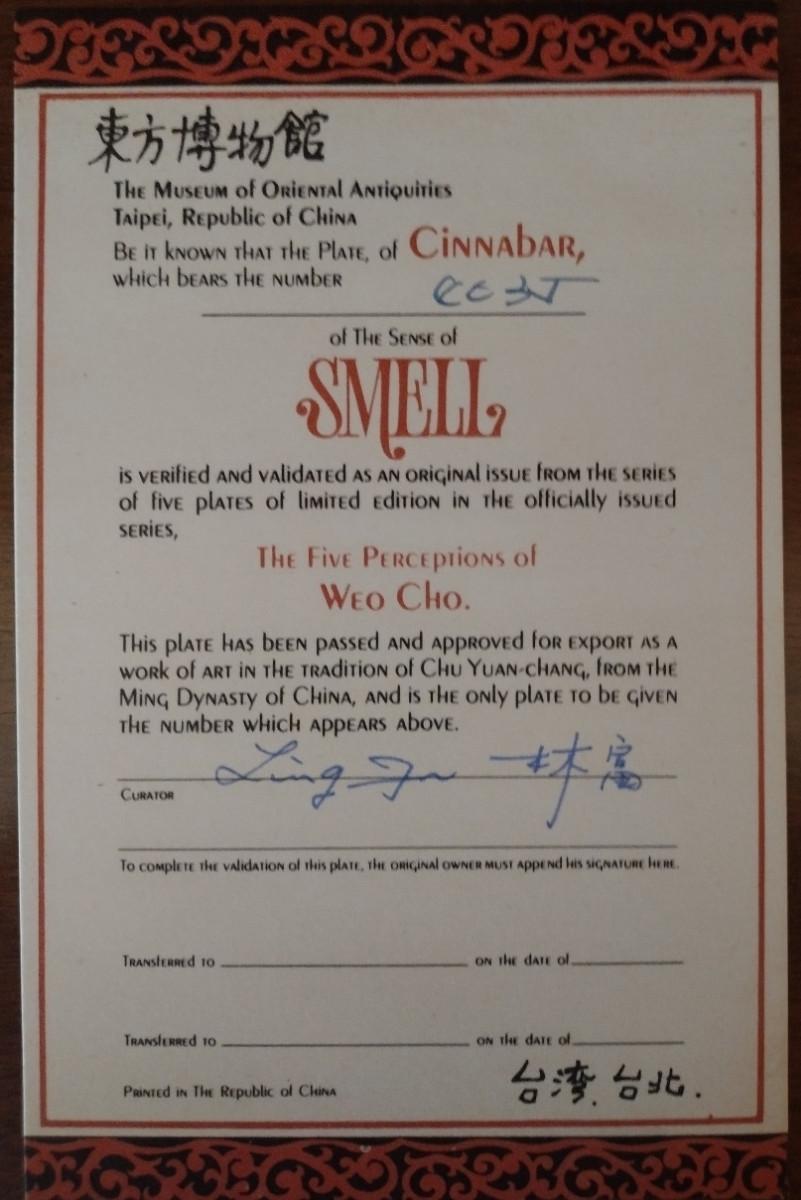 東方博物館
The Museum of Oriental Antiquities
Taipei, Republic of China
Be it known that the Plate, of Cinnabar,
which bears the number
of The Sense of
SMELL
is verified and validated as an original issue from the series
of five plates of limited edition in the officially issued
series,
The Five Perceptions of
Weo Cho.
This plate has been passed and approved for export as a
work of art in the tradition of Chu Yuan-chang, from the
Ming Dynasty of China, and is the only plate to be given
the number which appears above.
Ling Fu 林富
Curator
To complete the validation of this plate, the original owner must append his signature here.
Transferred to on the date of
Transferred to on the date of
Printed in The Republic of China 台湾. 台北.